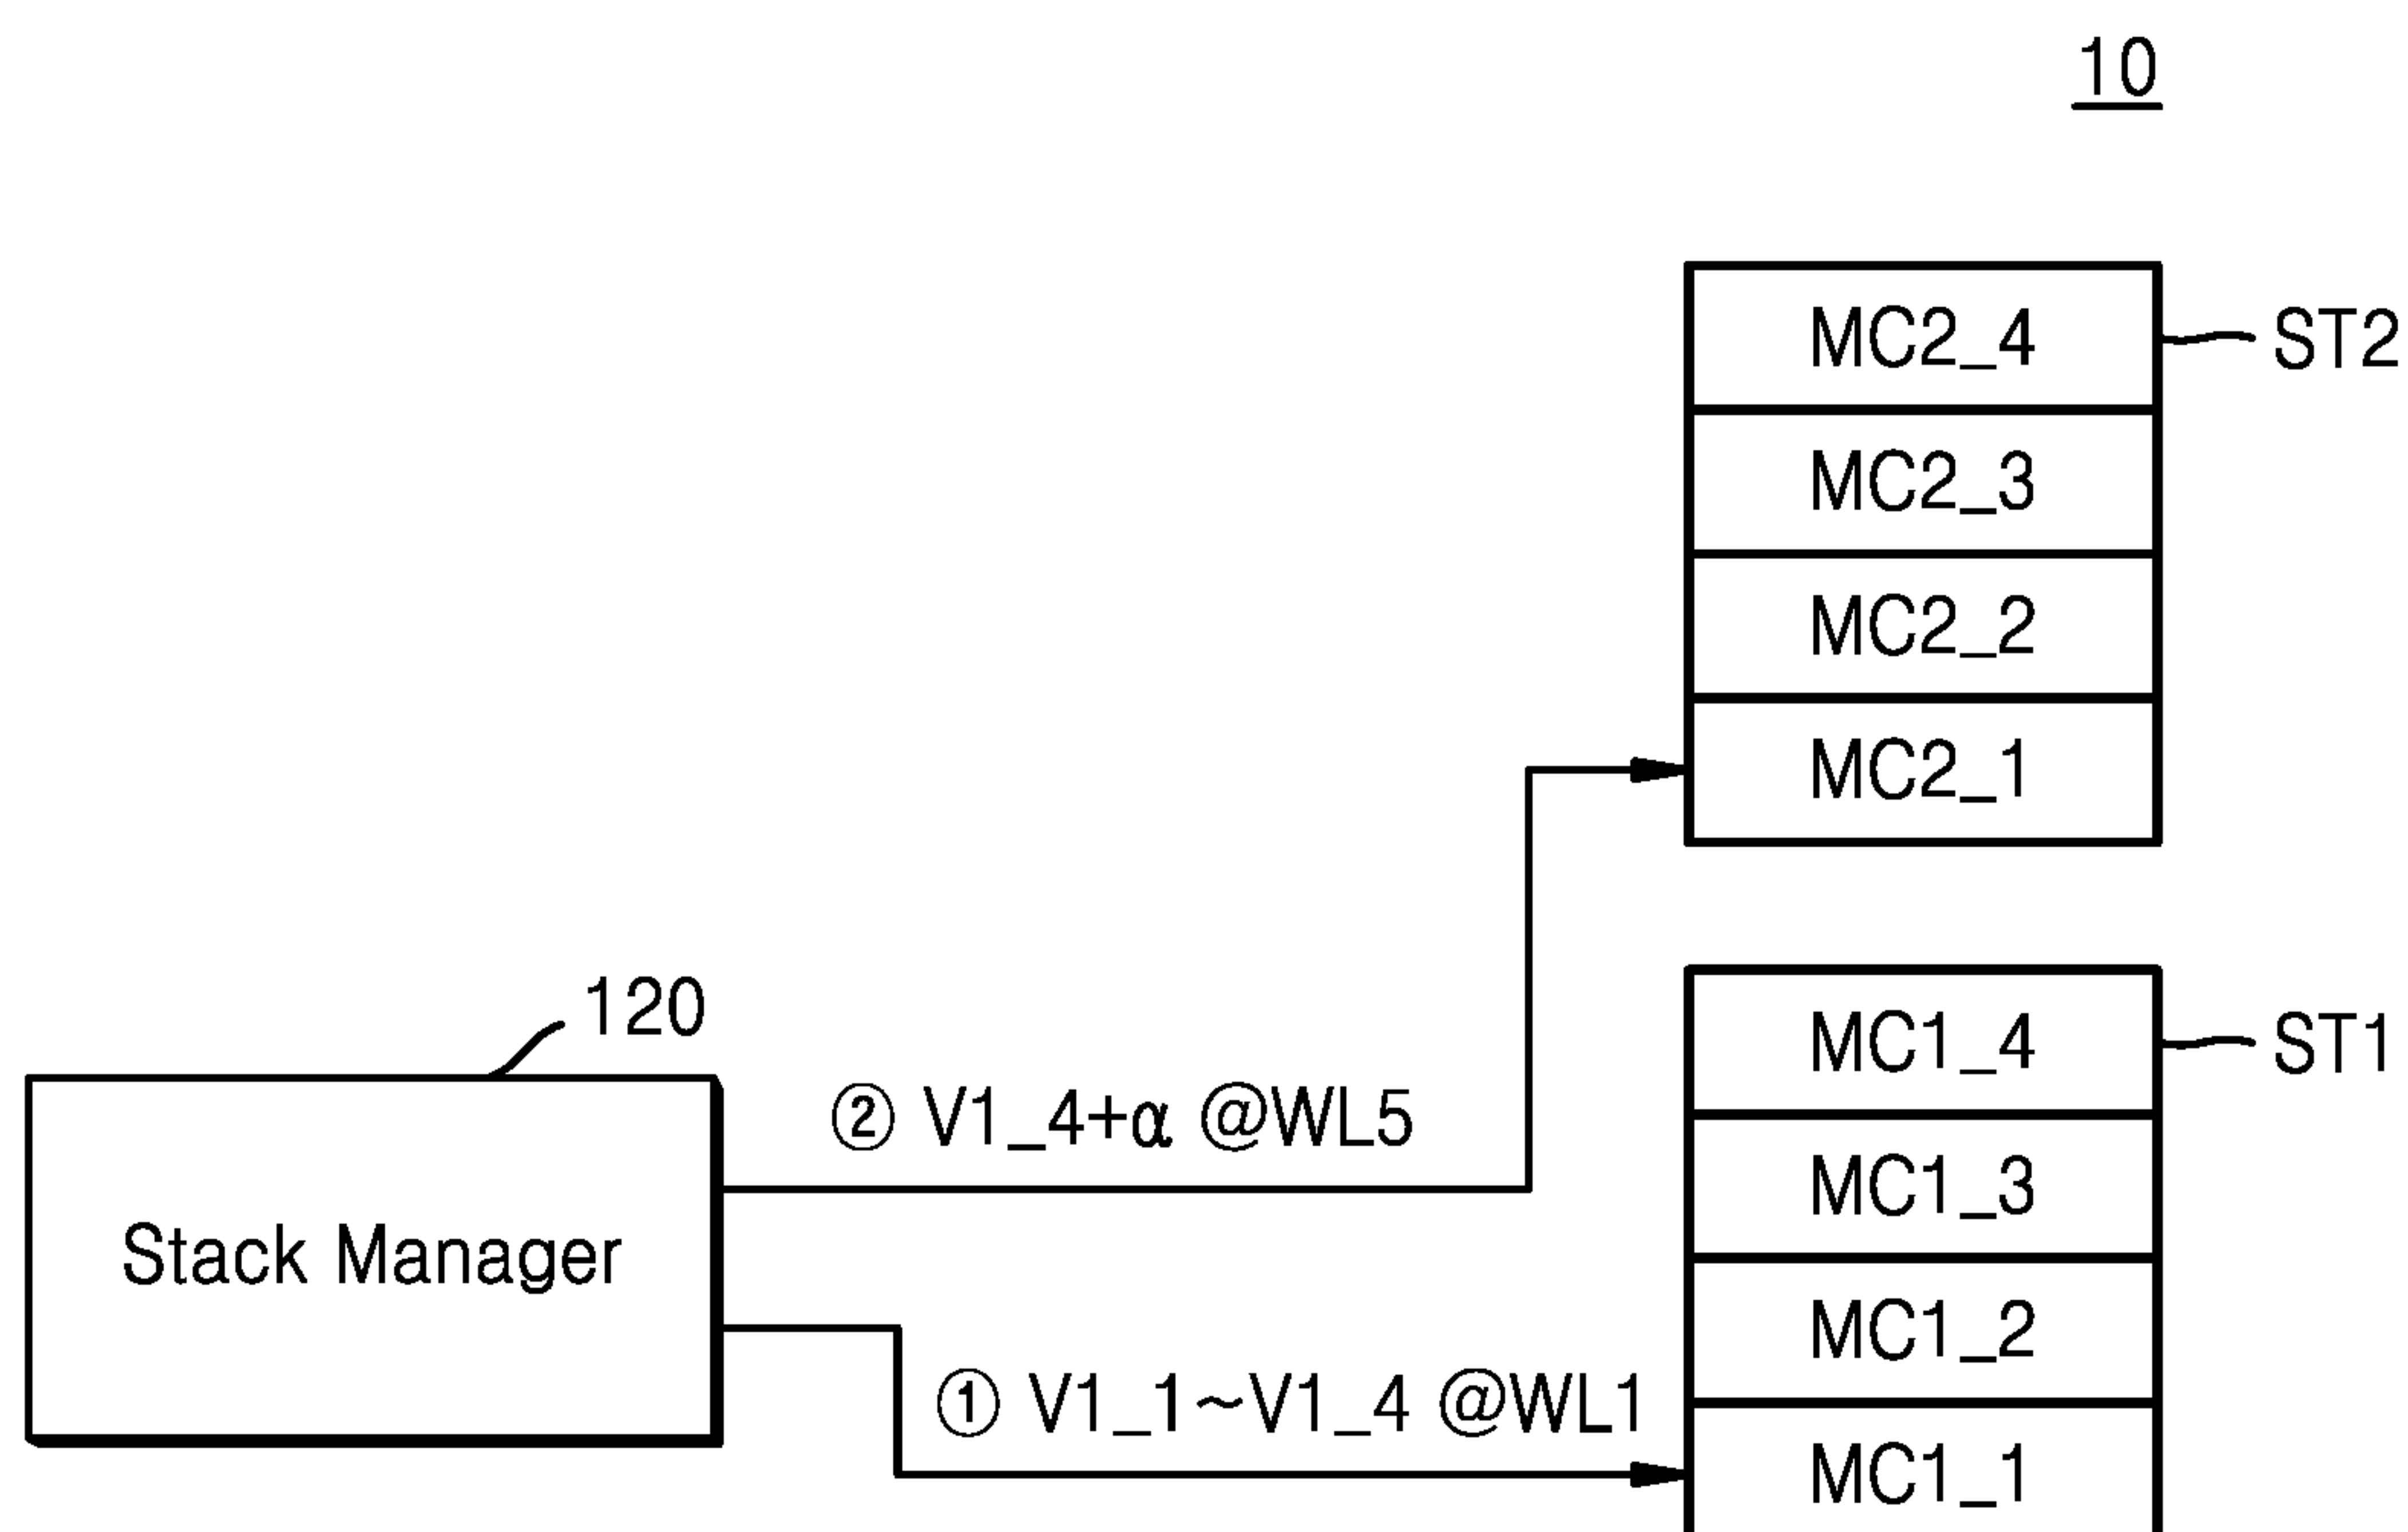 10
MC2_4
ST2
MC2_3
MC2_2
MC2_1
120
MC1_4
ST1
② V1_4+α @WL5
MC1_3
Stack Manager
MC1_2
① V1_1~V1_4 @WL1
MC1_1